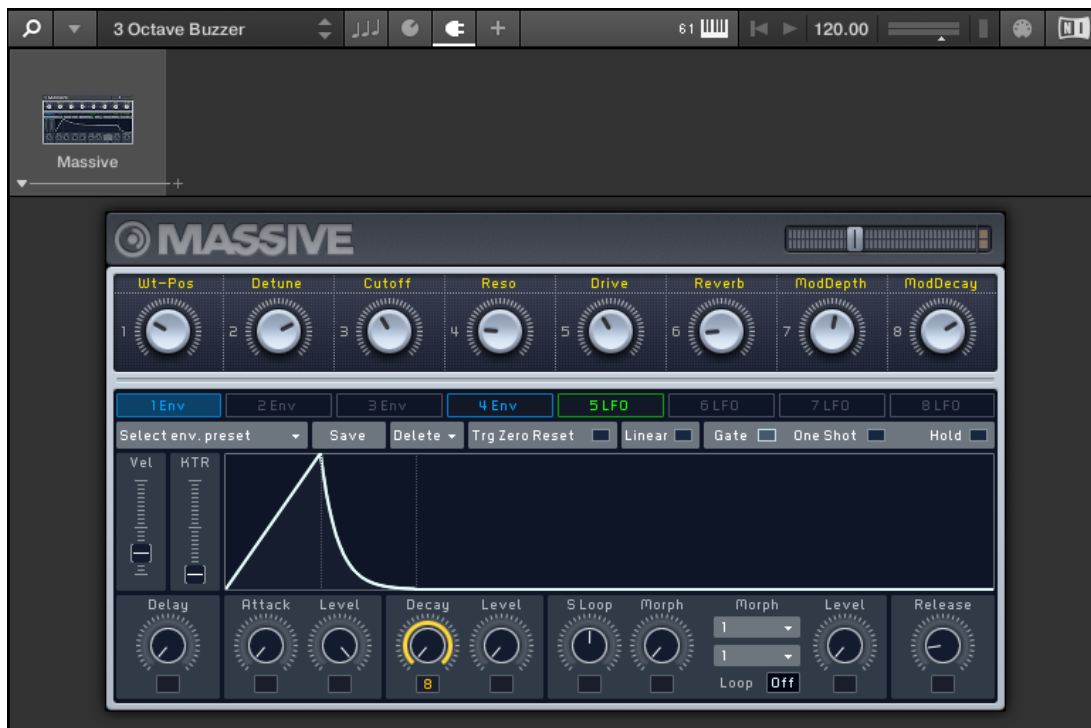 3 Octave Buzzer 61 120.00 NI
MASSIVE
Massive
MASSIVE
Wt-Pos Detune Cutoff Reso Drive Reverb ModDepth ModDecay
1 2 3 4 5 6 7 8
1 Env 2 Env 3 Env 4 Env 5 LFO 6 LFO 7 LFO 8 LFO
Select env. preset Save Delete Trg Zero Reset Linear Gate One Shot Hold
Vel KTR
Delay Attack Level Decay Level S Loop Morph Morph Level Release
1
1
8 Loop Off